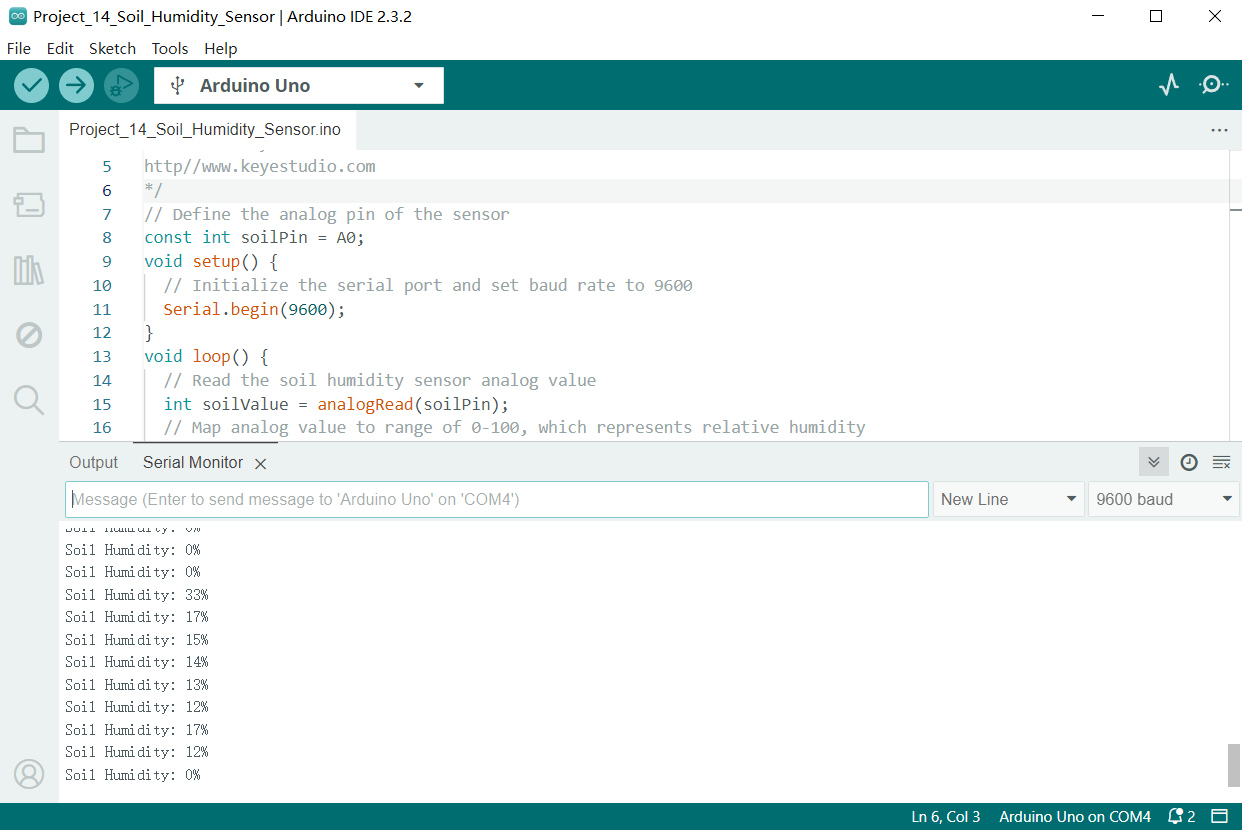 Project_14_Soil_Humidity_Sensor | Arduino IDE 2.3.2
File Edit Sketch Tools Help
Arduino Uno
Project_14_Soil_Humidity_Sensor.ino
5 http//www.keyestudio.com
6 */
7 // Define the analog pin of the sensor
8 const int soilPin = A0;
9 void setup() {
10 // Initialize the serial port and set baud rate to 9600
11 Serial.begin(9600);
12 }
13 void loop() {
14 // Read the soil humidity sensor analog value
15 int soilValue = analogRead(soilPin);
16 // Map analog value to range of 0-100, which represents relative humidity
Output Serial Monitor
Message (Enter to send message to 'Arduino Uno' on 'COM4') New Line 9600 baud
Soil Humidity: 0%
Soil Humidity: 0%
Soil Humidity: 0%
Soil Humidity: 33%
Soil Humidity: 17%
Soil Humidity: 15%
Soil Humidity: 14%
Soil Humidity: 13%
Soil Humidity: 12%
Soil Humidity: 17%
Soil Humidity: 12%
Soil Humidity: 0%
Ln 6, Col 3 Arduino Uno on COM4 2